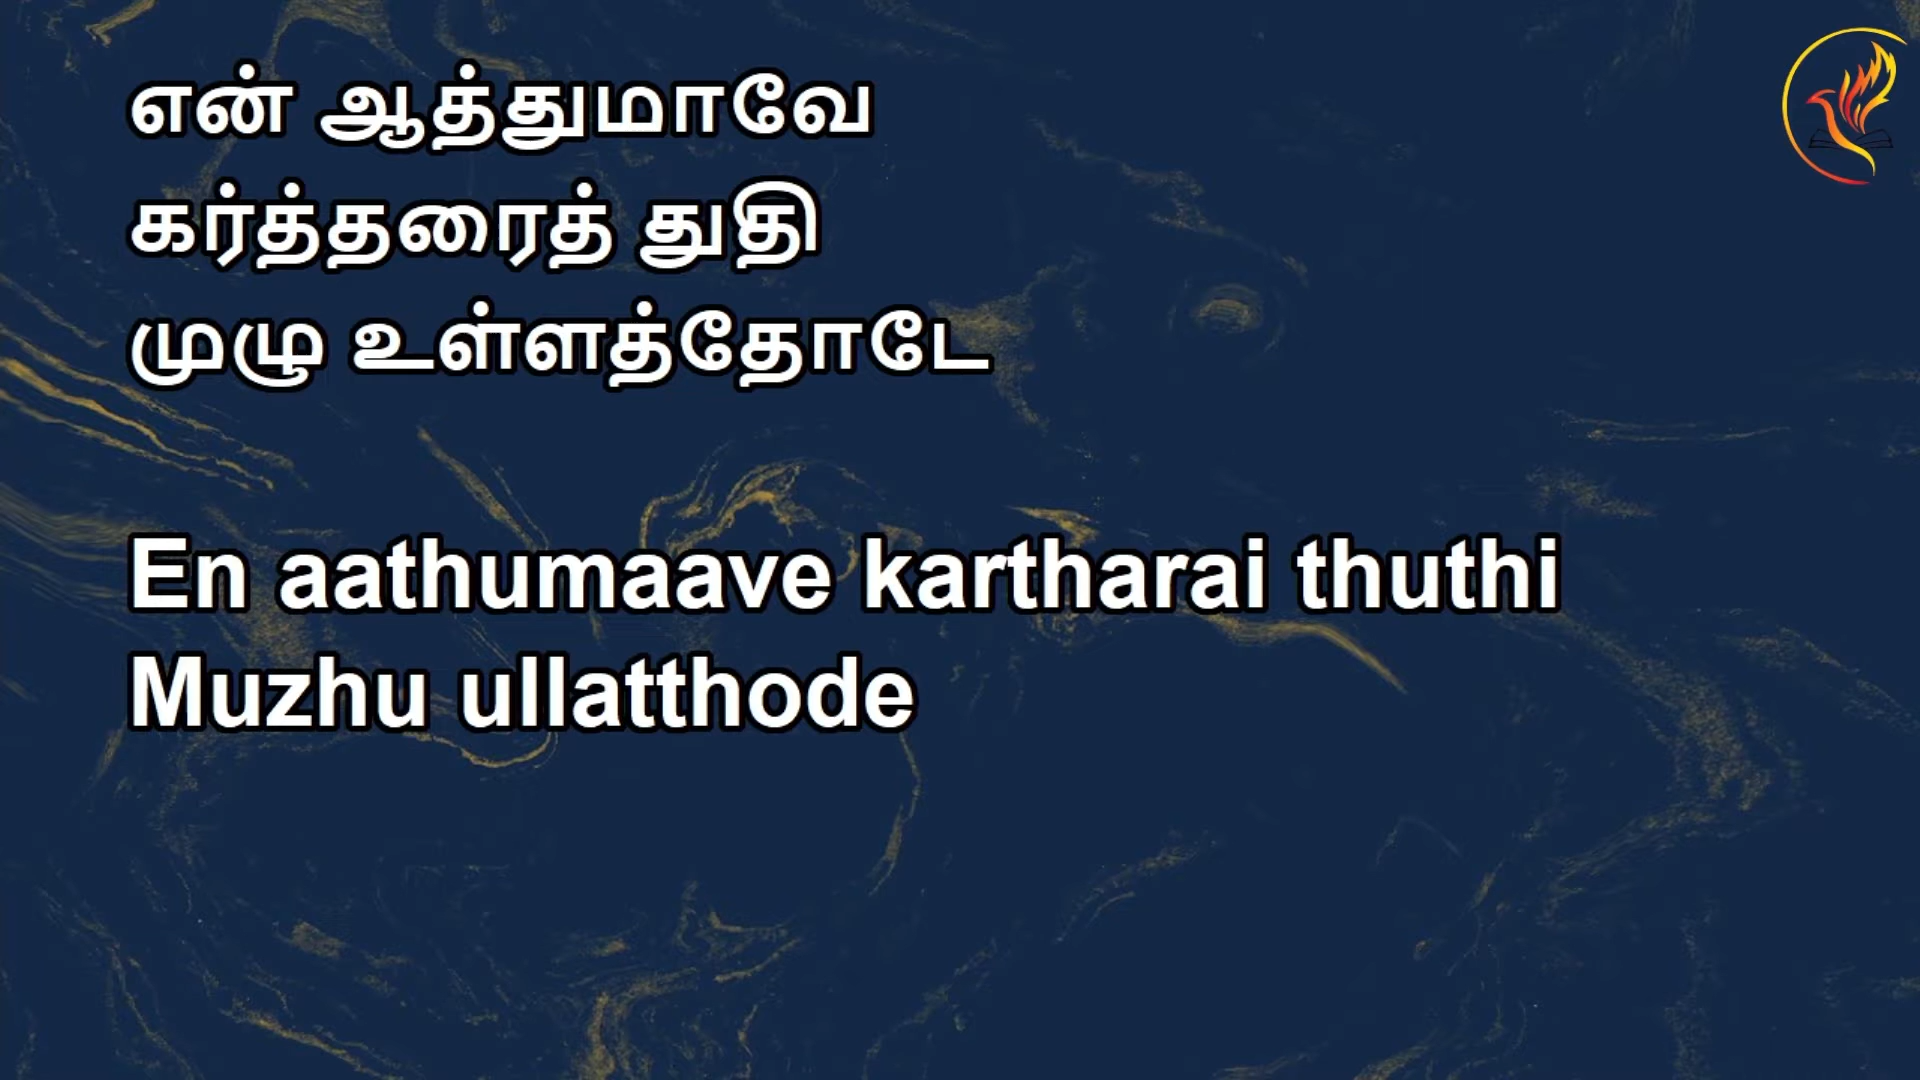 என் ஆத்துமாவே
கர்த்தரைத் துதி
முழு உள்ளத்தோடே
En aathumaave kartharai thuthi
Muzhu ullatthode